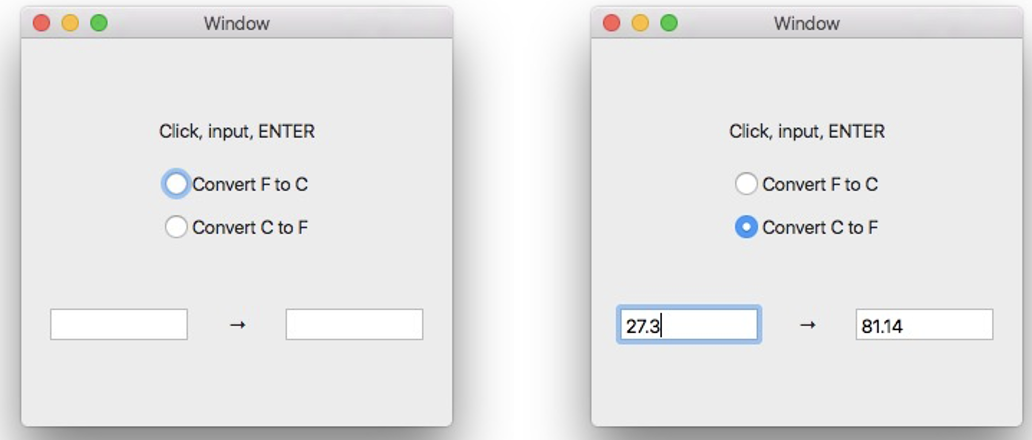 Window
Click, input, ENTER
Convert F to C
Convert C to F
→
Window
Click, input, ENTER
Convert F to C
Convert C to F
27.3 → 81.14